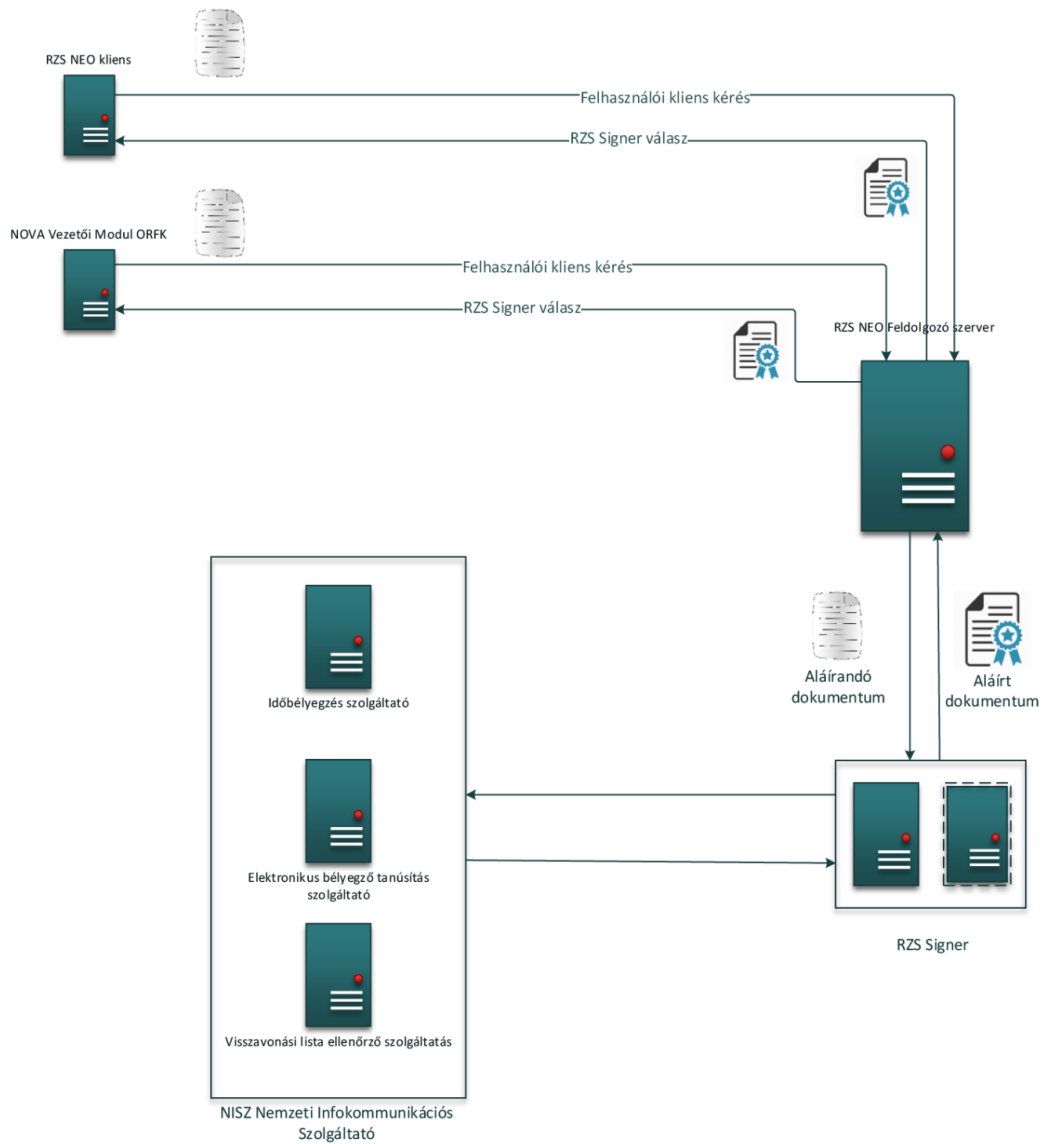 RZS NEO kliens
Felhasználói kliens kérés
RZS Signer válasz
NOVA Vezetői Modul ORFK
Felhasználói kliens kérés
RZS Signer válasz
RZS NEO Feldolgozó szerver
Aláírandó
dokumentum
Aláírt
dokumentum
Időbélyegzés szolgáltató
Elektronikus bélyegző tanúsítás
szolgáltató
RZS Signer
Visszavonási lista ellenőrző szolgáltatás
NISZ Nemzeti Infokommunikációs
Szolgáltató